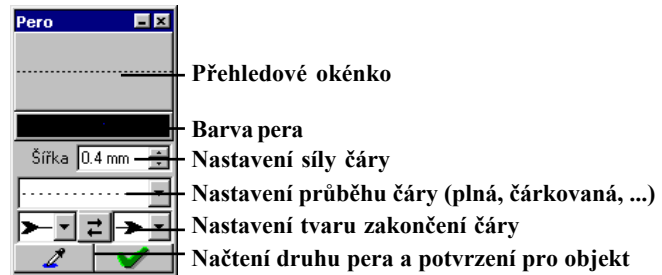 Pero
Přehledové okénko
Barva pera
Šířka 0.4 mm Nastavení síly čáry
Nastavení průběhu čáry (plná, čárkovaná, ...)
Nastavení tvaru zakončení čáry
Načtení druhu pera a potvrzení pro objekt